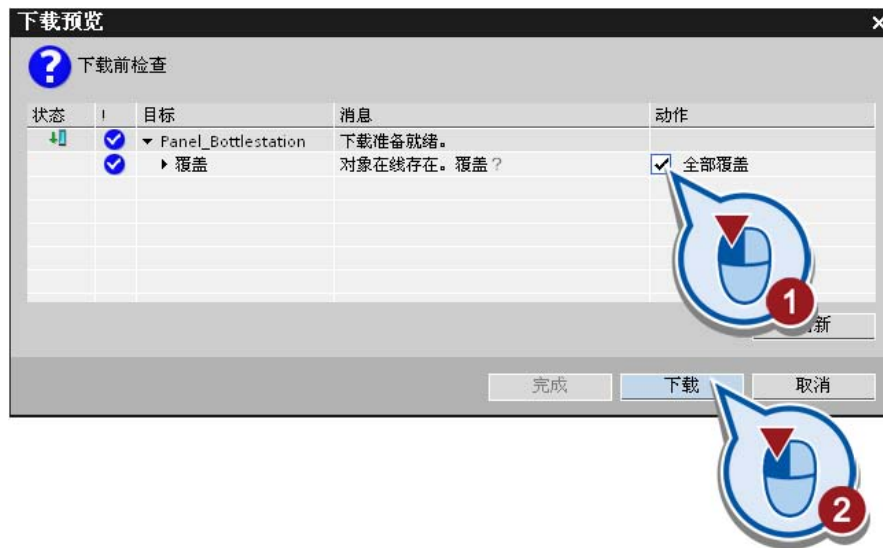 下载预览
下载前检查
状态 ! 目标 消息 动作
Panel_Bottlestation 下载准备就绪。
覆盖 对象在线存在。覆盖？ 全部覆盖
1
新
完成 下载 取消
2